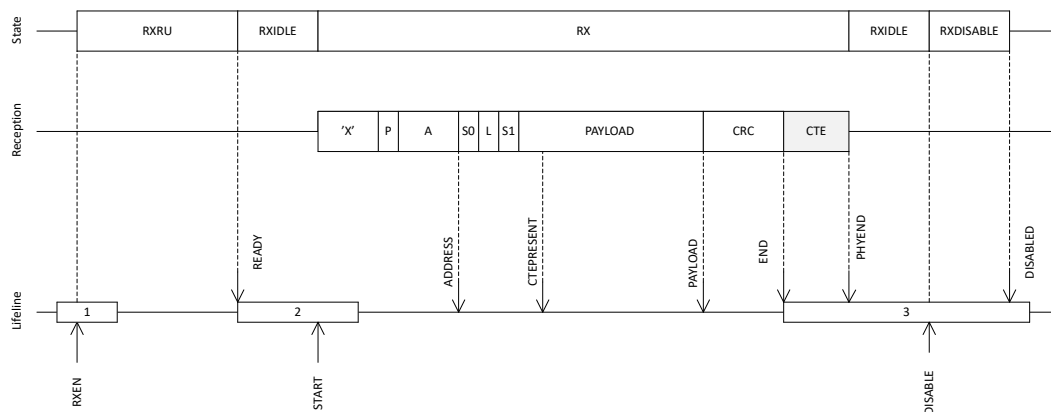 State
RXRU
RXIDLE
RX
RXIDLE
RXDISABLE
Reception
’X’
P
A
S0
L
S1
PAYLOAD
CRC
CTE
READY
ADDRESS
CTEPRESENT
PAYLOAD
END
PHYEND
DISABLED
Lifeline
1
2
3
RXEN
START
DISABLE